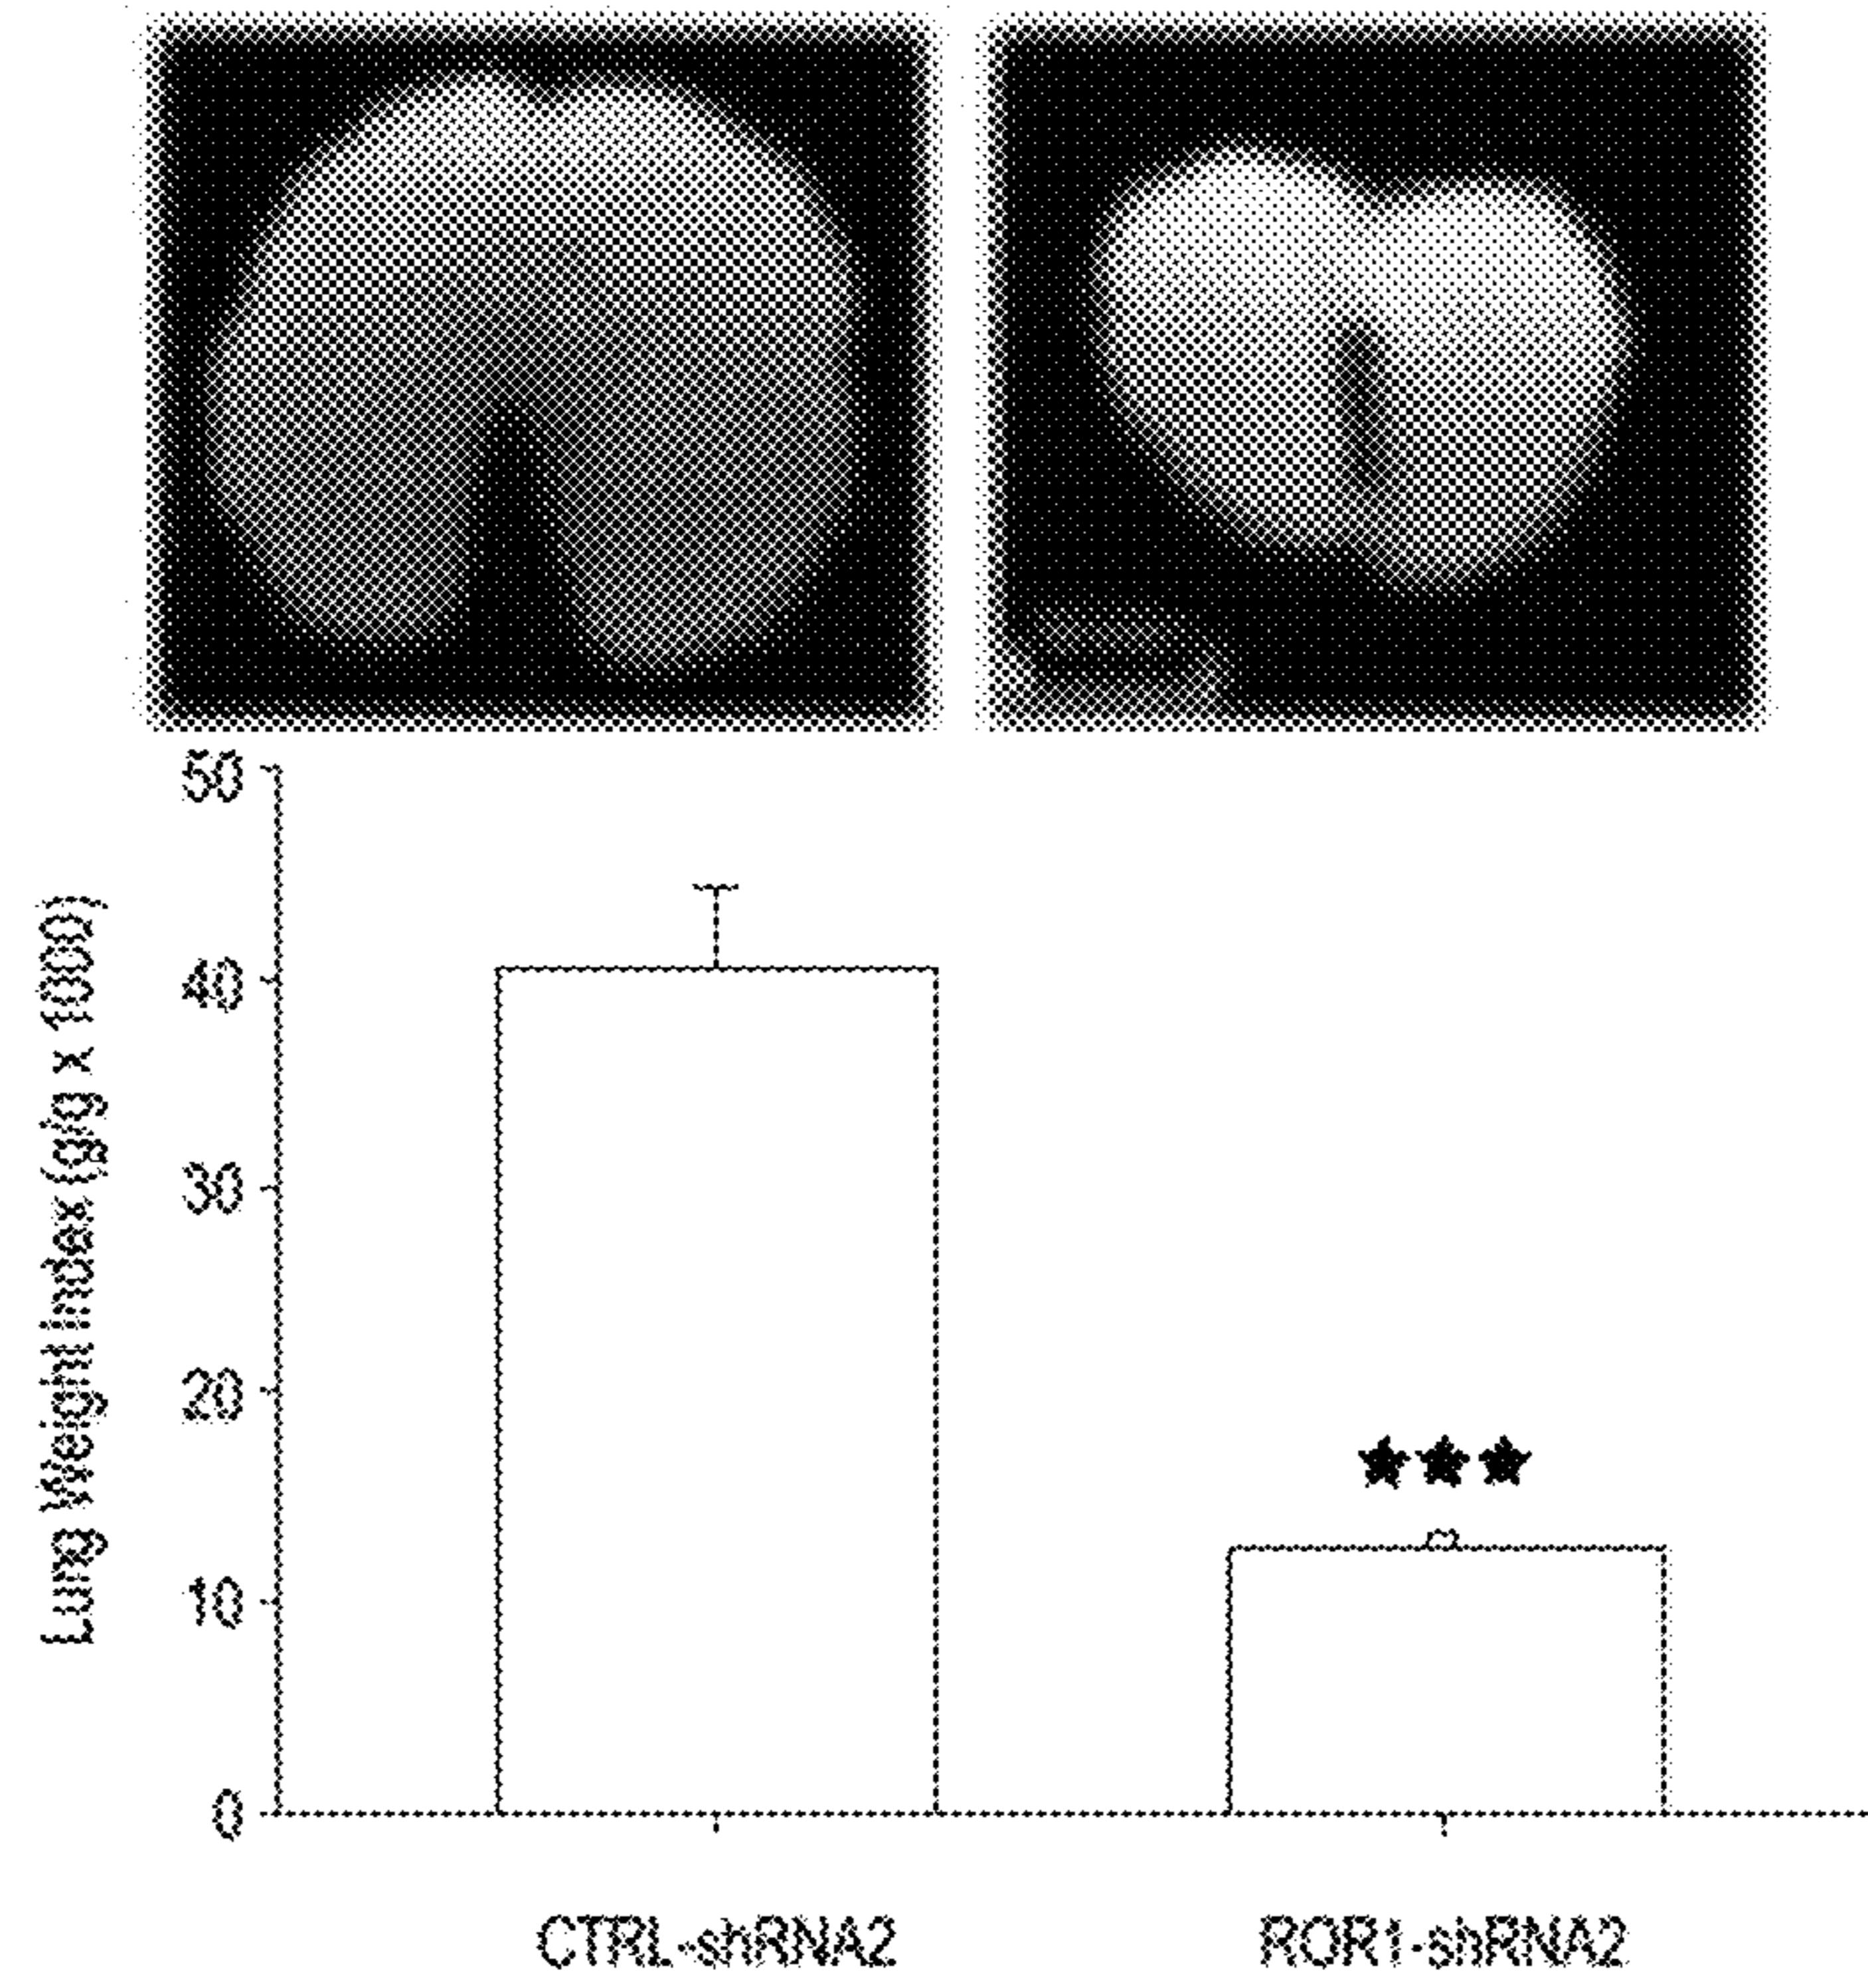 50
40
30
20
10
0
Lung Weight Index (g/g x 1000)
★★★
CTRL-shRNA2
ROR1-shRNA2